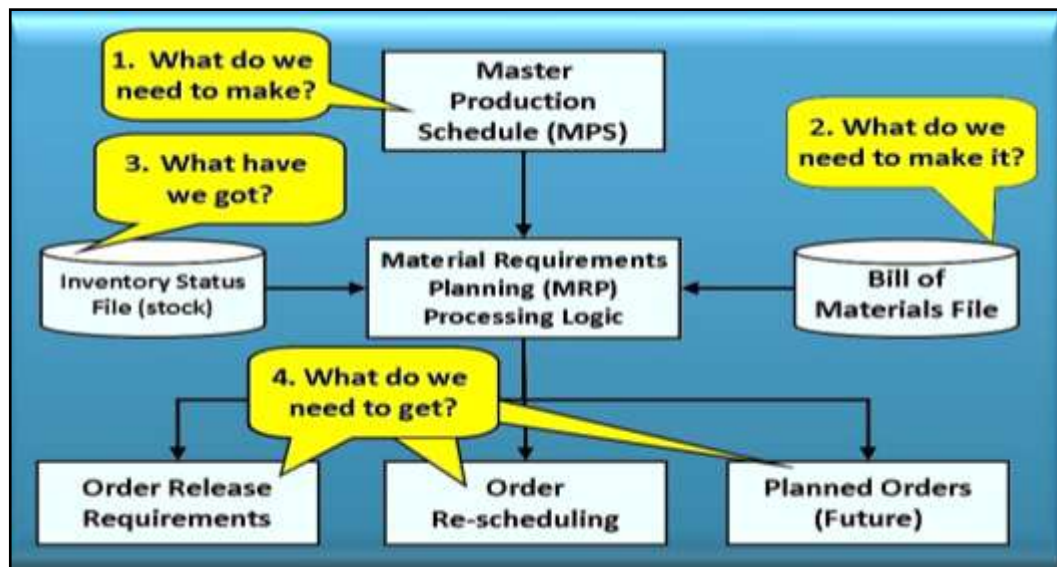 1. What do we
need to make?
Master
Production
Schedule (MPS)
2. What do we
need to make it?
3. What have
we got?
Inventory Status
File (stock)
Material Requirements
Planning (MRP)
Processing Logic
Bill of
Materials File
4. What do we
need to get?
Order Release
Requirements
Order
Re-scheduling
Planned Orders
(Future)